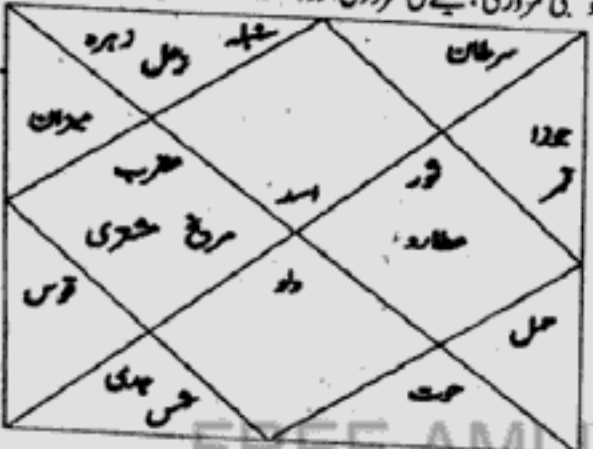 سنبلہ
زحل زہرہ
سرطان
میزان
جوزا
قمر
عقرب
مریخ مشتری
اسد
ثور
عطارد
قوس
دلو
حمل
جدی
شمس
حوت